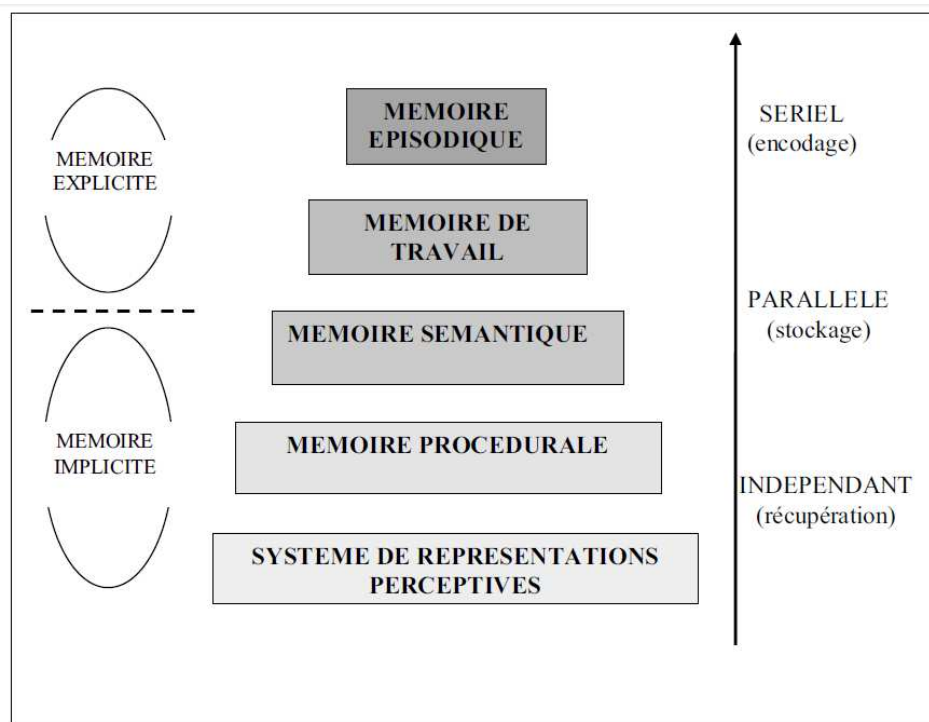 MEMOIRE
EPISODIQUE
SERIEL
(encodage)
MEMOIRE
EXPLICITE
MEMOIRE DE
TRAVAIL
PARALLELE
(stockage)
MEMOIRE SEMANTIQUE
MEMOIRE
IMPLICITE
MEMOIRE PROCEDURALE
INDEPENDANT
(récupération)
SYSTEME DE REPRESENTATIONS
PERCEPTIVES